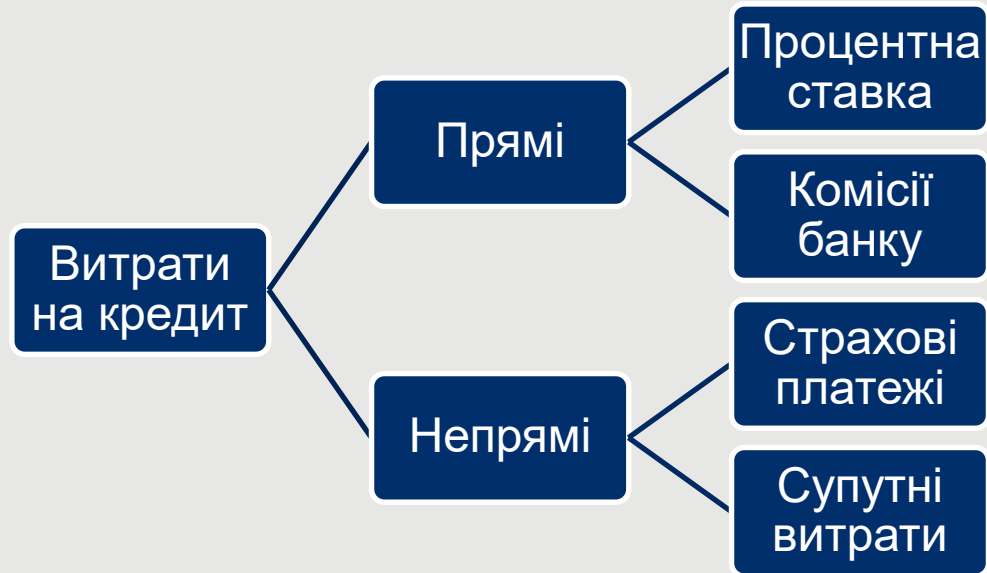 Витрати
на кредит
Прямі
Процентна
ставка
Комісії
банку
Непрямі
Страхові
платежі
Супутні
витрати